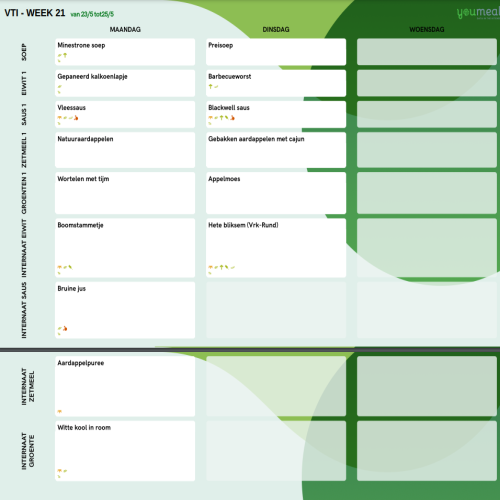 VTI - WEEK 21 van 23/5 tot25/5
youmeal
MAANDAG DINSDAG WOENSDAG
SOEP Minestrone soep Preisoep
EIWIT 1 Gepaneerd kalkoenlapje Barbecueworst
SAUS 1 Vleessaus Blackwell saus
ZETMEEL 1 Natuuraardappelen Gebakken aardappelen met cajun
GROENTEN 1 Wortelen met tijm Appelmoes
INTERNAAT EIWIT Boomstammetje Hete bliksem (Vrk-Rund)
INTERNAAT SAUS Bruine jus
INTERNAAT ZETMEEL Aardappelpuree
INTERNAAT GROENTE Witte kool in room